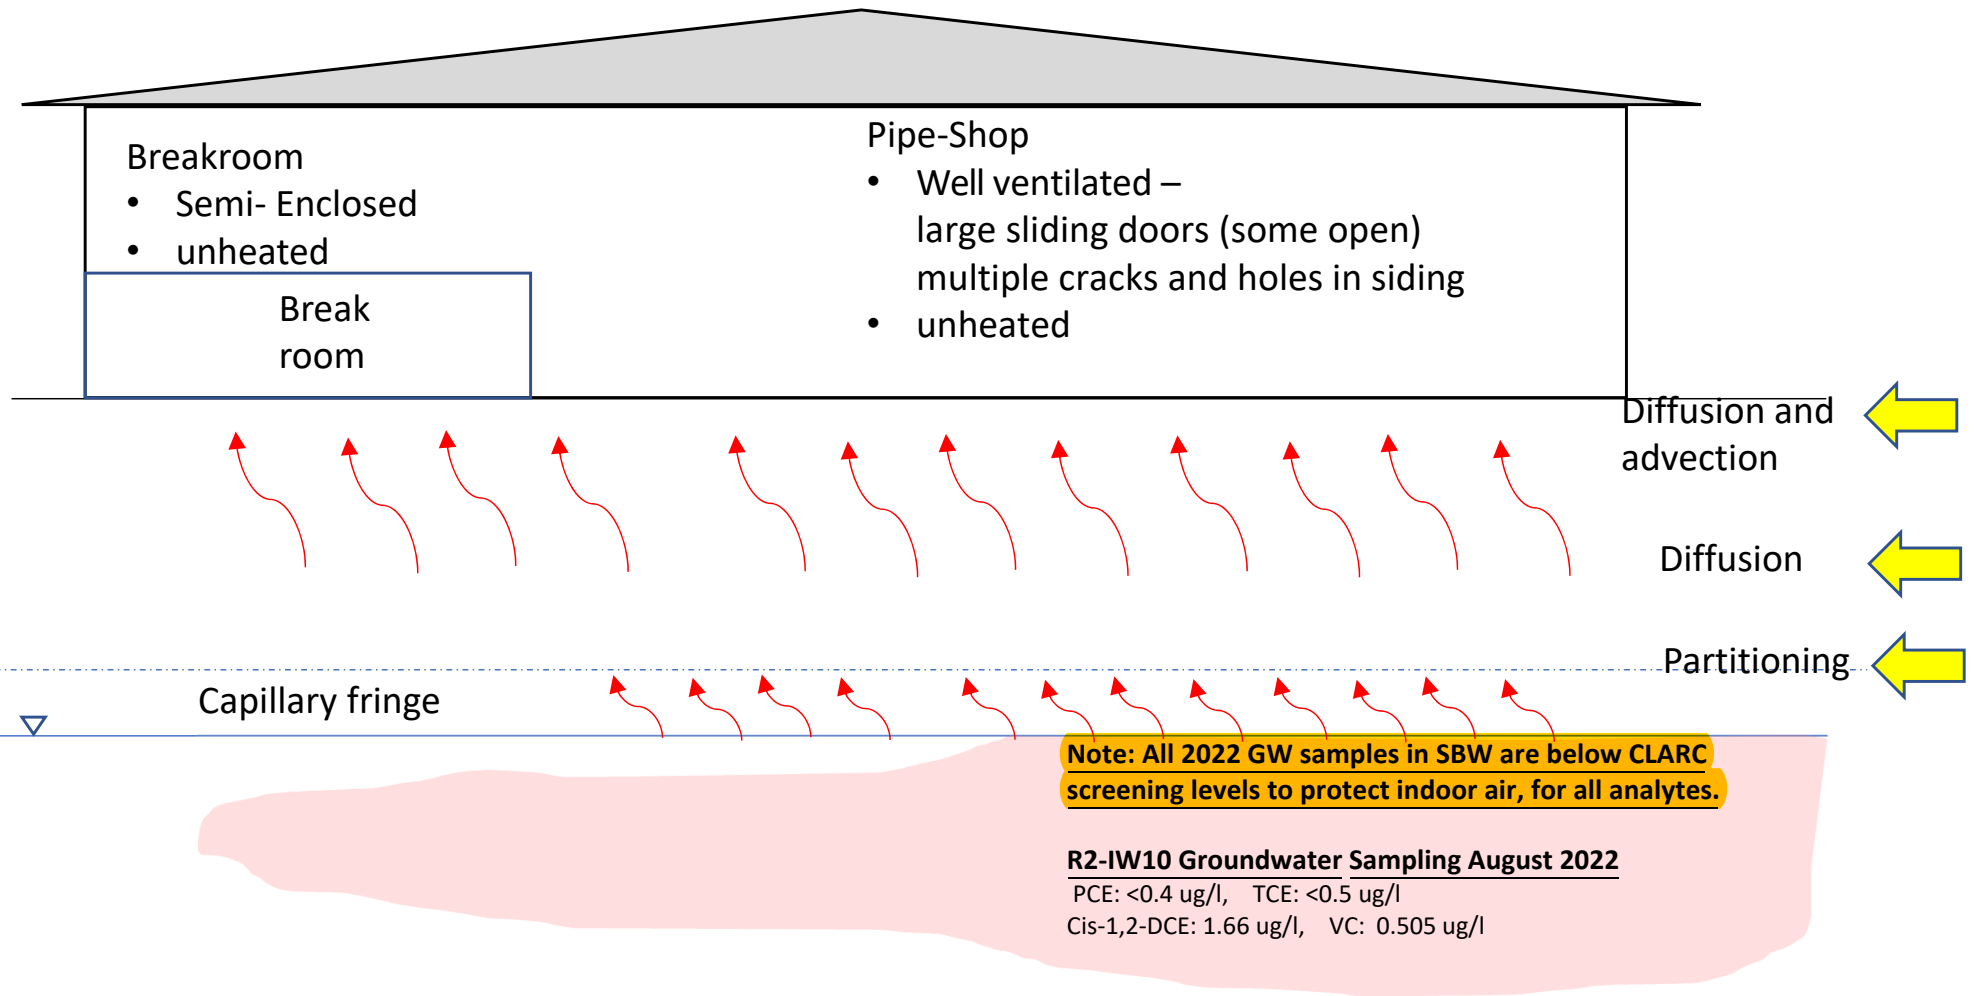 Breakroom
• Semi- Enclosed
• unheated
Break
room
Pipe-Shop
• Well ventilated –
large sliding doors (some open)
multiple cracks and holes in siding
• unheated
Diffusion and
advection
Diffusion
Partitioning
Capillary fringe
Note: All 2022 GW samples in SBW are below CLARC
screening levels to protect indoor air, for all analytes.
R2-IW10 Groundwater Sampling August 2022
PCE: <0.4 ug/l, TCE: <0.5 ug/l
Cis-1,2-DCE: 1.66 ug/l, VC: 0.505 ug/l